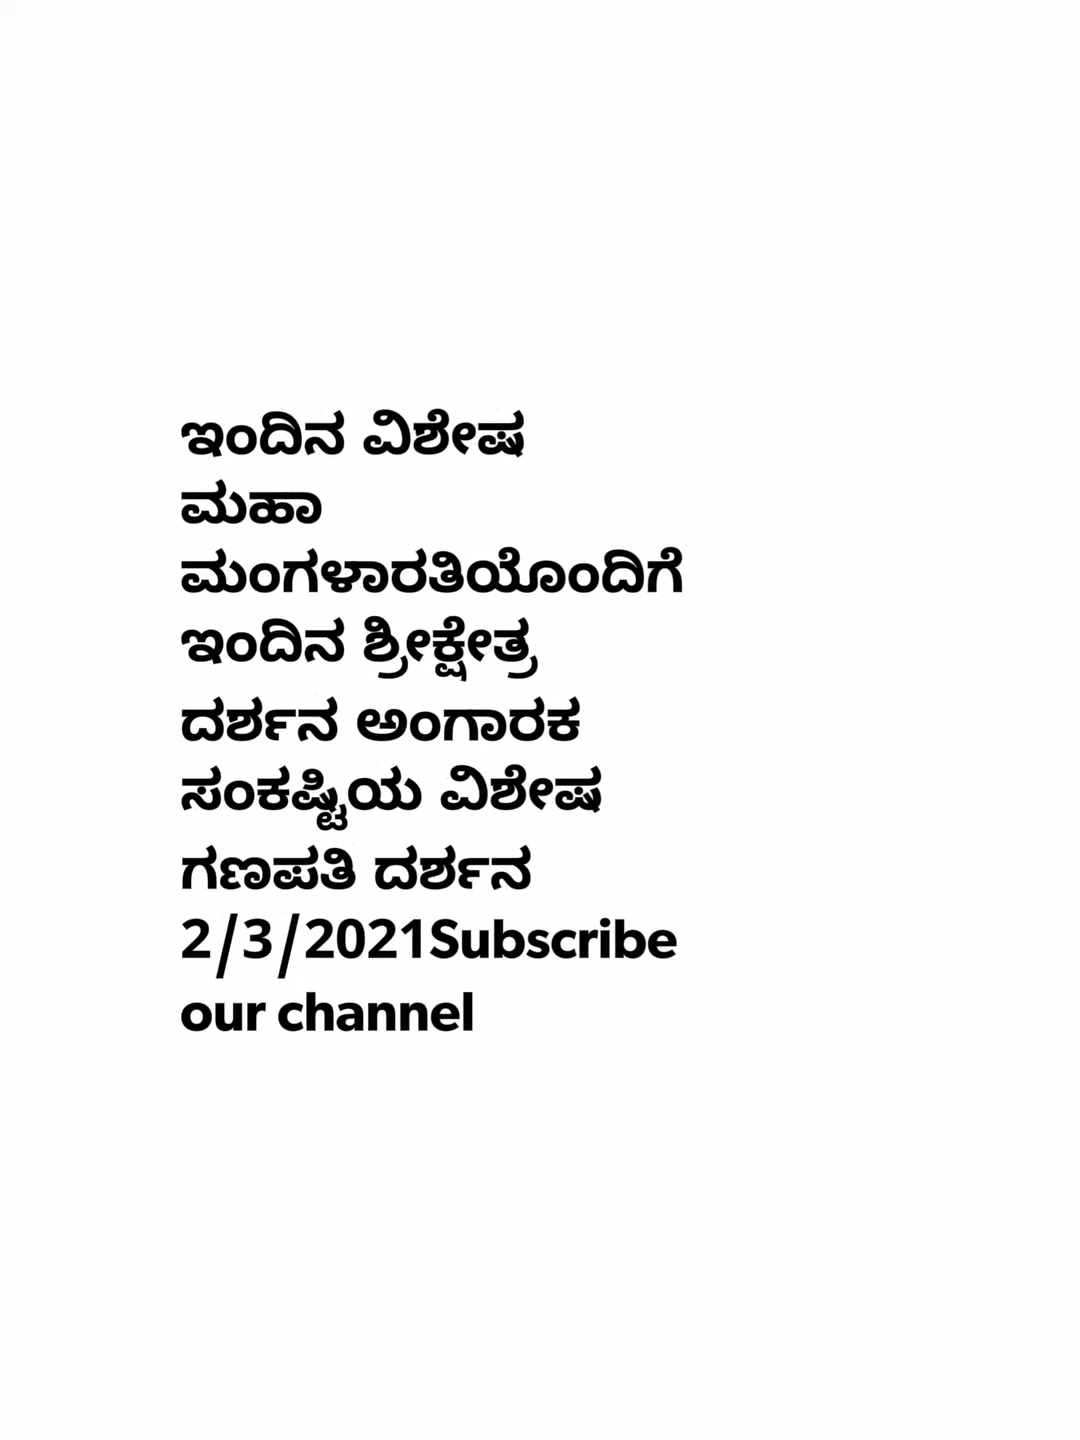 ಇಂದಿನ ವಿಶೇಷ
ಮಹಾ
ಮಂಗಳಾರತಿಯೊಂದಿಗೆ
ಇಂದಿನ ಶ್ರೀಕ್ಷೇತ್ರ
ದರ್ಶನ ಅಂಗಾರಕ
ಸಂಕಷ್ಟಿಯ ವಿಶೇಷ
ಗಣಪತಿ ದರ್ಶನ
2/3/2021Subscribe
our channel